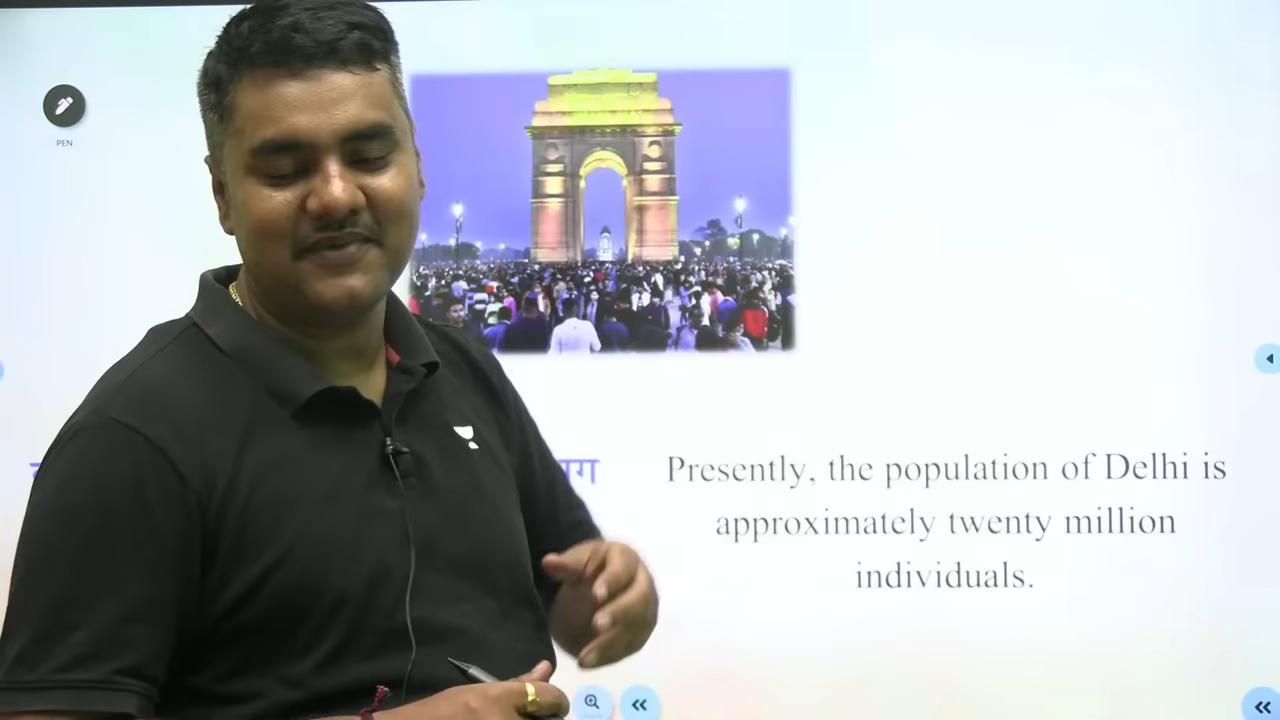 PEN
Presently, the population of Delhi is
approximately twenty million
individuals.